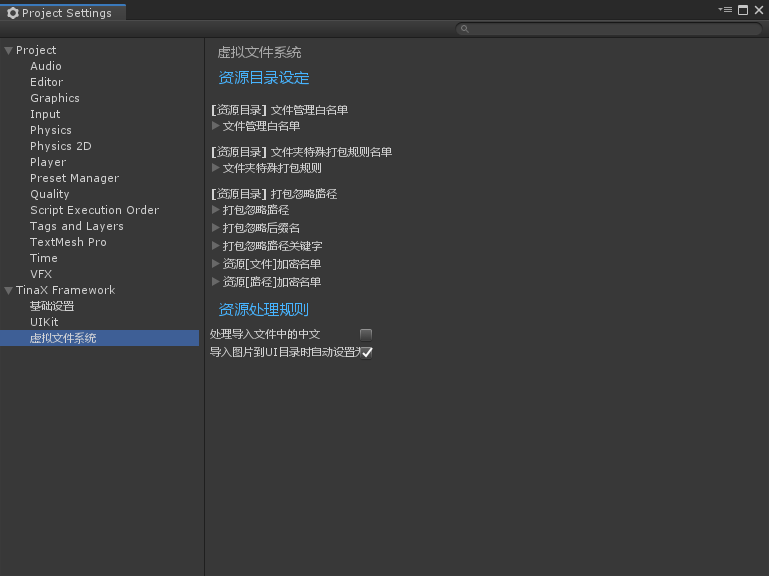 Project Settings
Project
Audio
Editor
Graphics
Input
Physics
Physics 2D
Player
Preset Manager
Quality
Script Execution Order
Tags and Layers
TextMesh Pro
Time
VFX
TinaX Framework
基础设置
UIKit
虚拟文件系统
虚拟文件系统
资源目录设定
[资源目录] 文件管理白名单
文件管理白名单
[资源目录] 文件夹特殊打包规则名单
文件夹特殊打包规则
[资源目录] 打包忽略路径
打包忽略路径
打包忽略后缀名
打包忽略路径关键字
资源[文件]加密名单
资源[路径]加密名单
资源处理规则
处理导入文件中的中文
导入图片到UI目录时自动设置